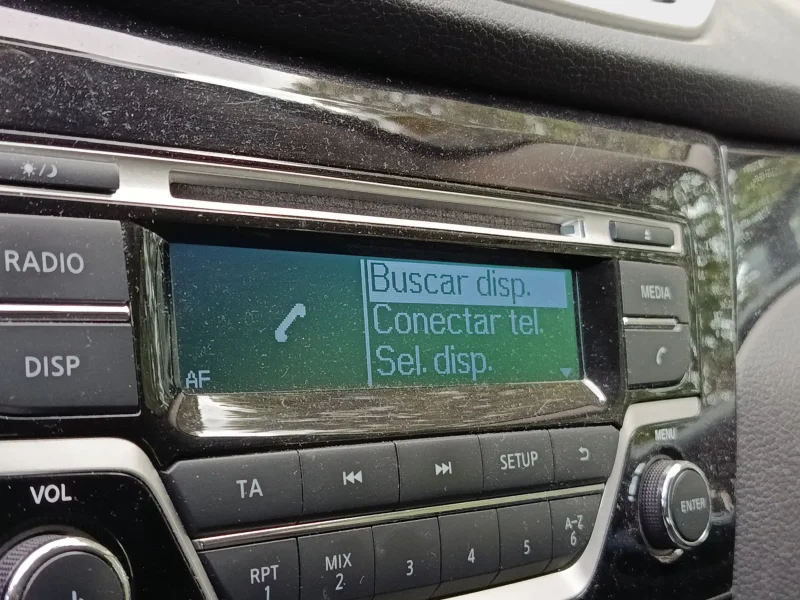 RADIO
DISP
VOL
AF
Buscar disp.
Conectar tel.
Sel. disp.
MEDIA
MENU
ENTER
TA
SETUP
RPT
1
MIX
2
3
4
5
A-Z
6